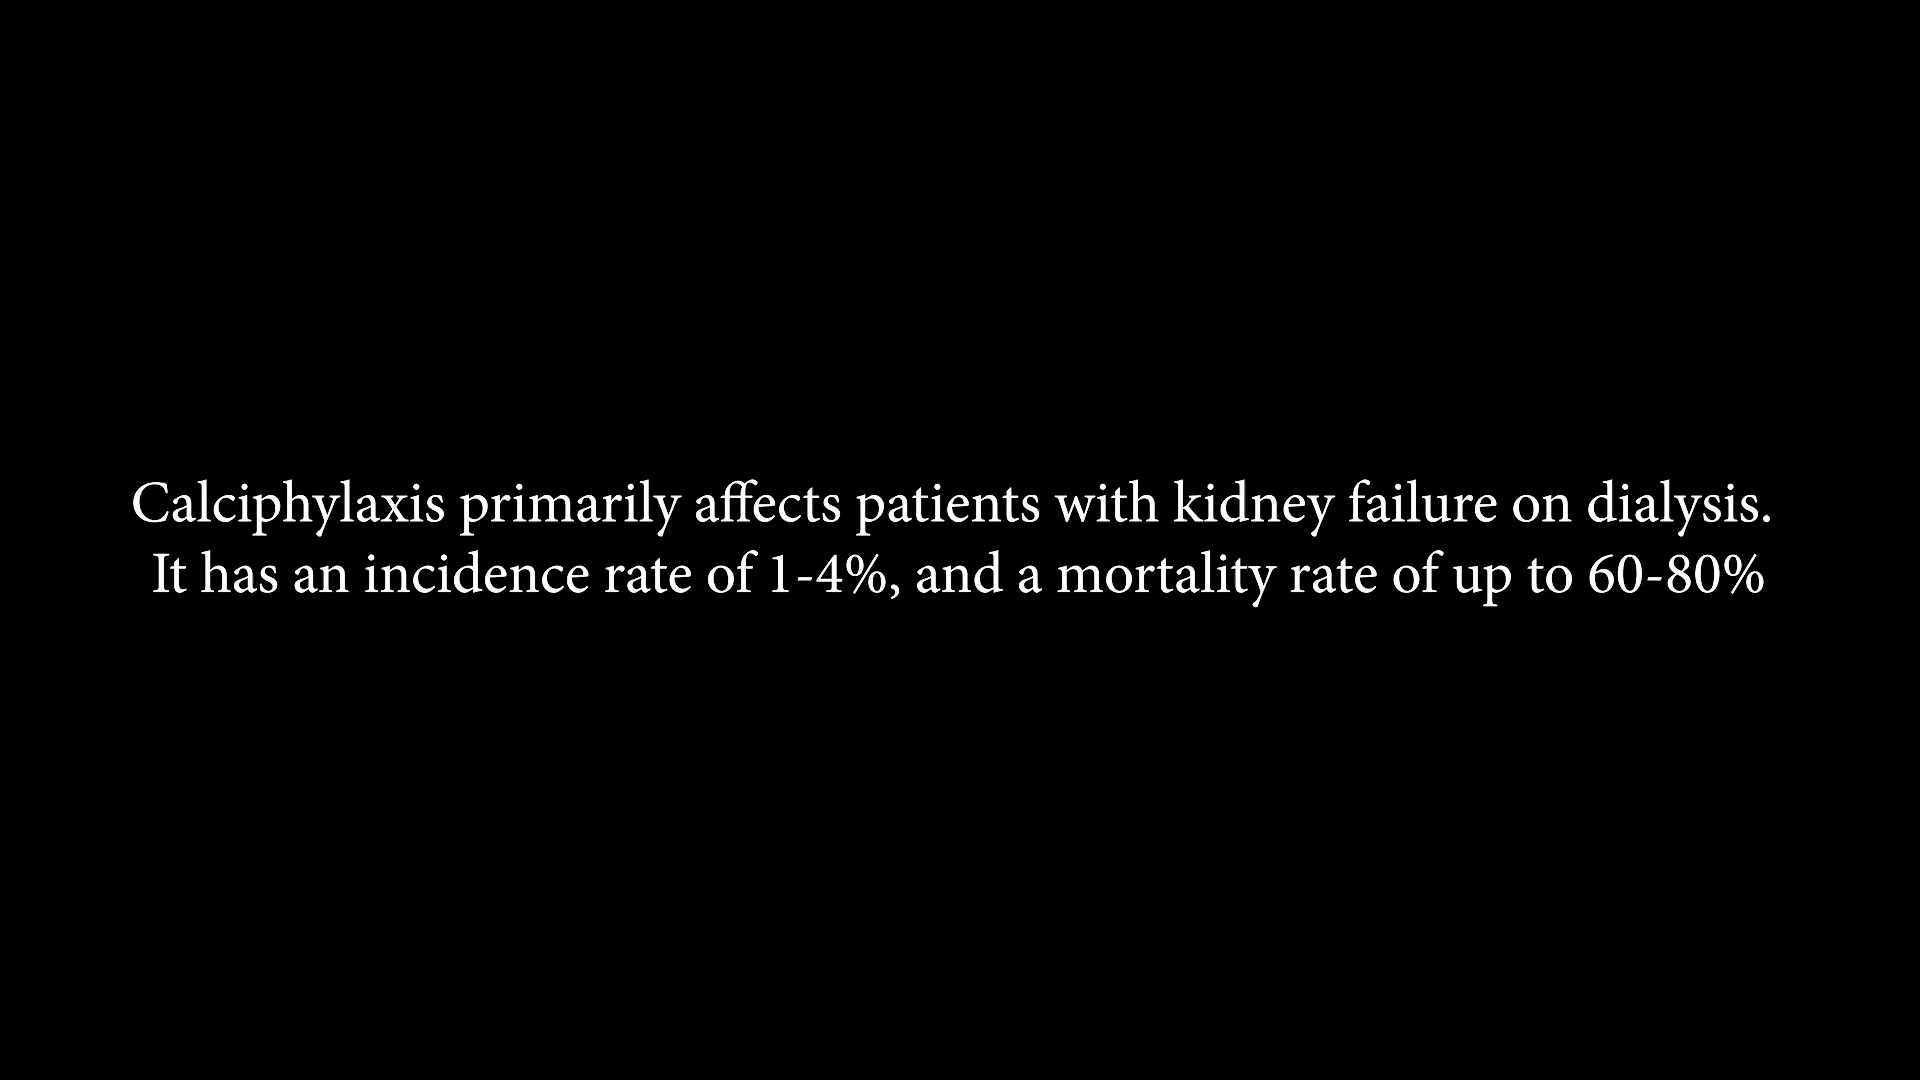 Calciphylaxis primarily affects patients with kidney failure on dialysis.
It has an incidence rate of 1-4%, and a mortality rate of up to 60-80%